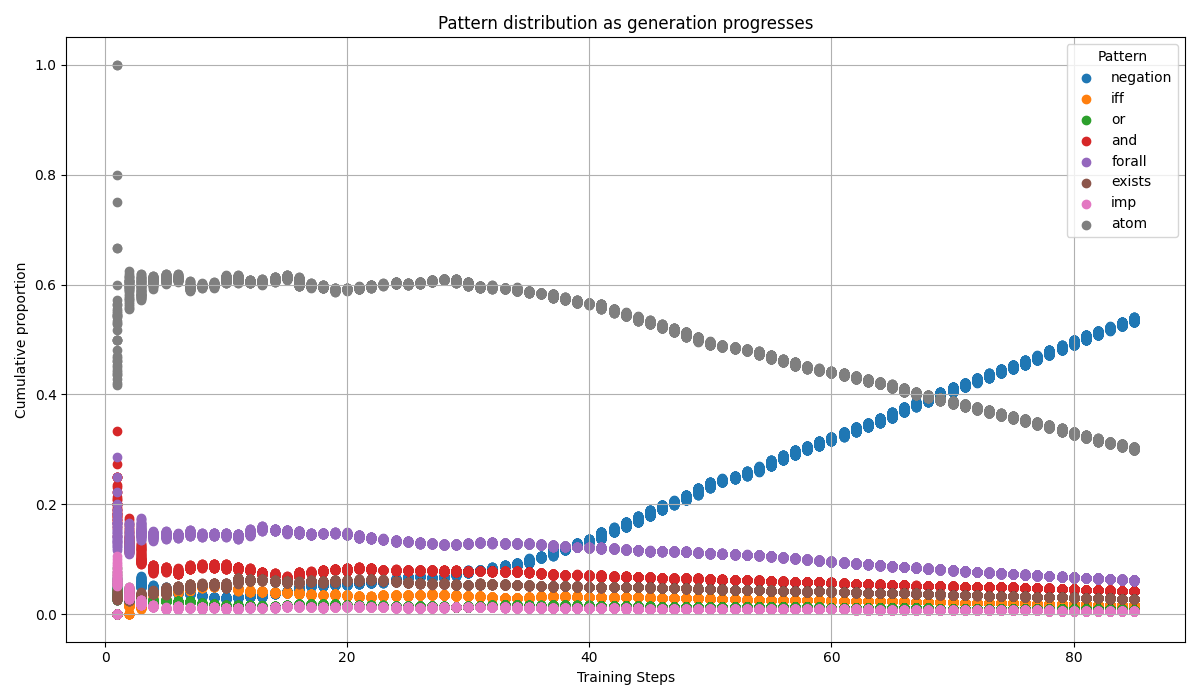 Pattern distribution as generation progresses
Cumulative proportion
1.0
0.8
0.6
0.4
0.2
0.0
0
20
40
60
80
Training Steps
Pattern
negation
iff
or
and
forall
exists
imp
atom